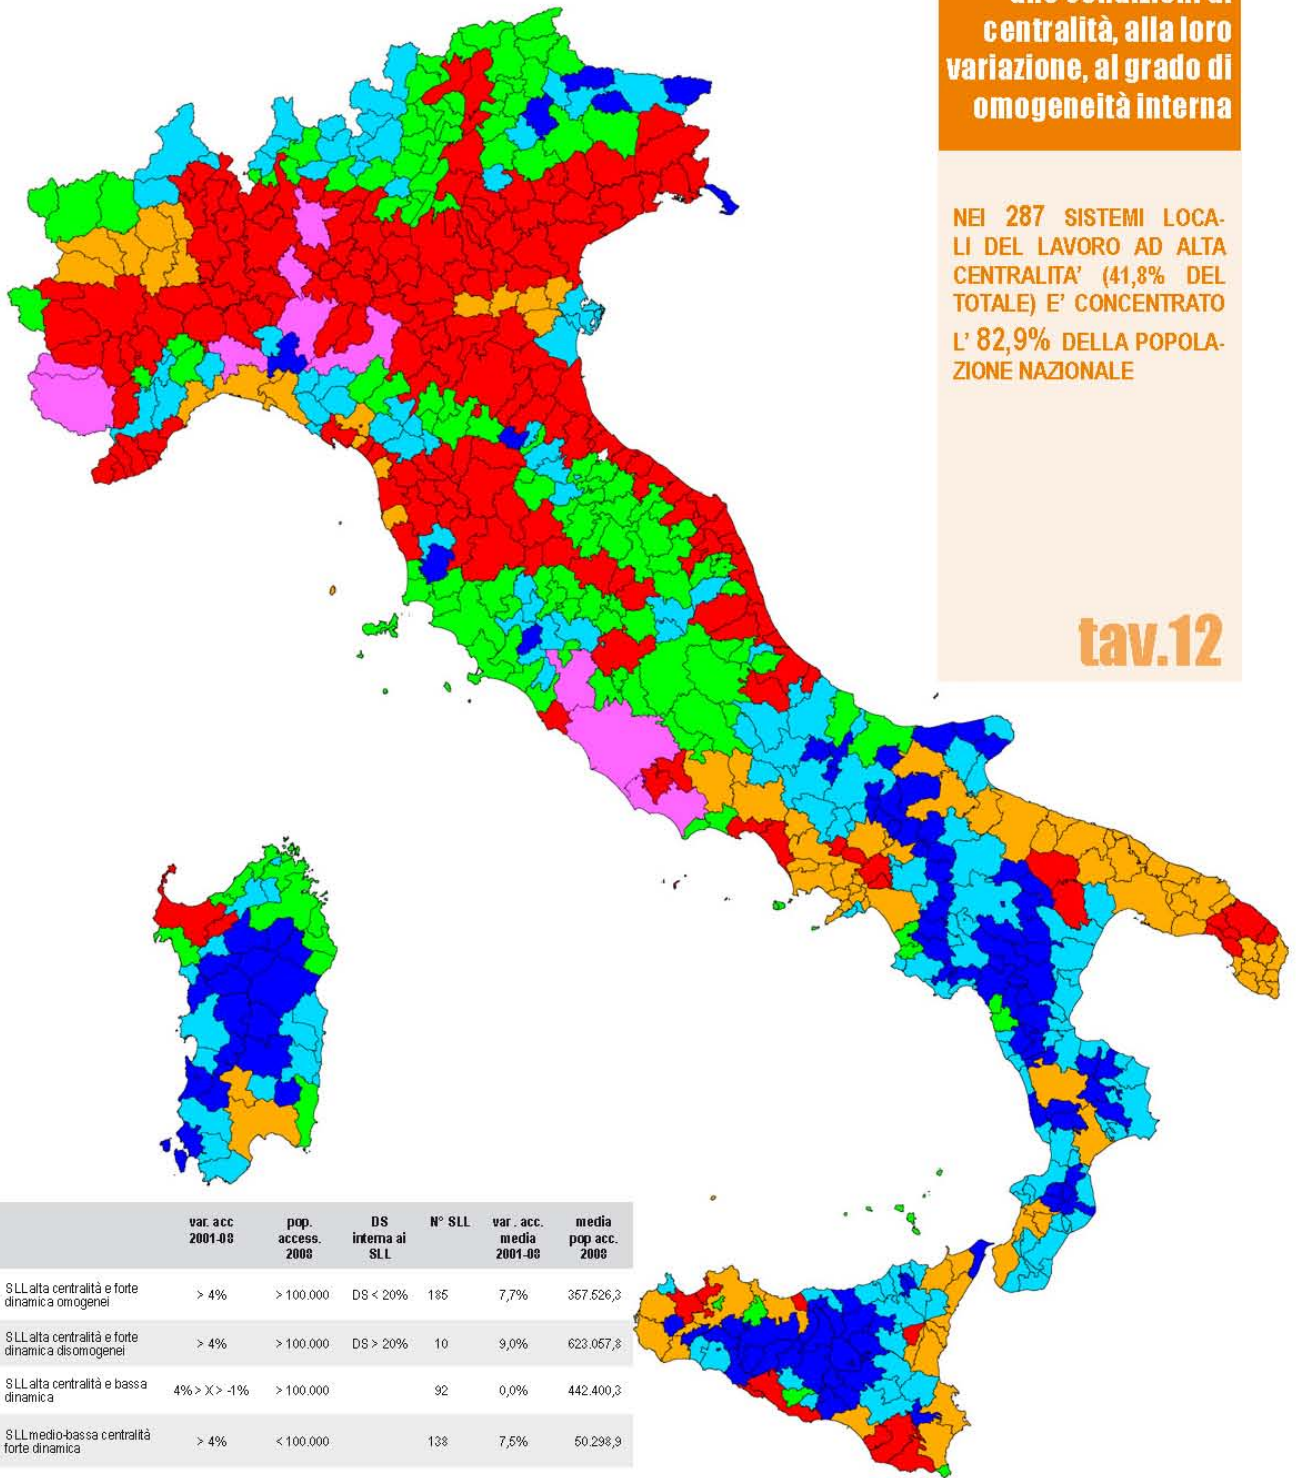 centralità, alla loro
variazione, al grado di
omogeneità interna
NEI 287 SISTEMI LOCA-
LI DEL LAVORO AD ALTA
CENTRALITA' (41,8% DEL
TOTALE) E' CONCENTRATO
L' 82,9% DELLA POPOLA-
ZIONE NAZIONALE
tav.12
var. acc 2001-08 pop. access. 2008 DS interna ai SLL N° SLL var. acc. media 2001-08 media pop acc. 2008
SLL alta centralità e forte dinamica omogenei > 4% > 100.000 DS < 20% 185 7,7% 357.526,3
SLL alta centralità e forte dinamica disomogenei > 4% > 100.000 DS > 20% 10 9,0% 623.057,8
SLL alta centralità e bassa dinamica 4% > X > -1% > 100.000 92 0,0% 442.400,3
SLL medio-bassa centralità forte dinamica > 4% < 100.000 138 7,5% 50.298,9